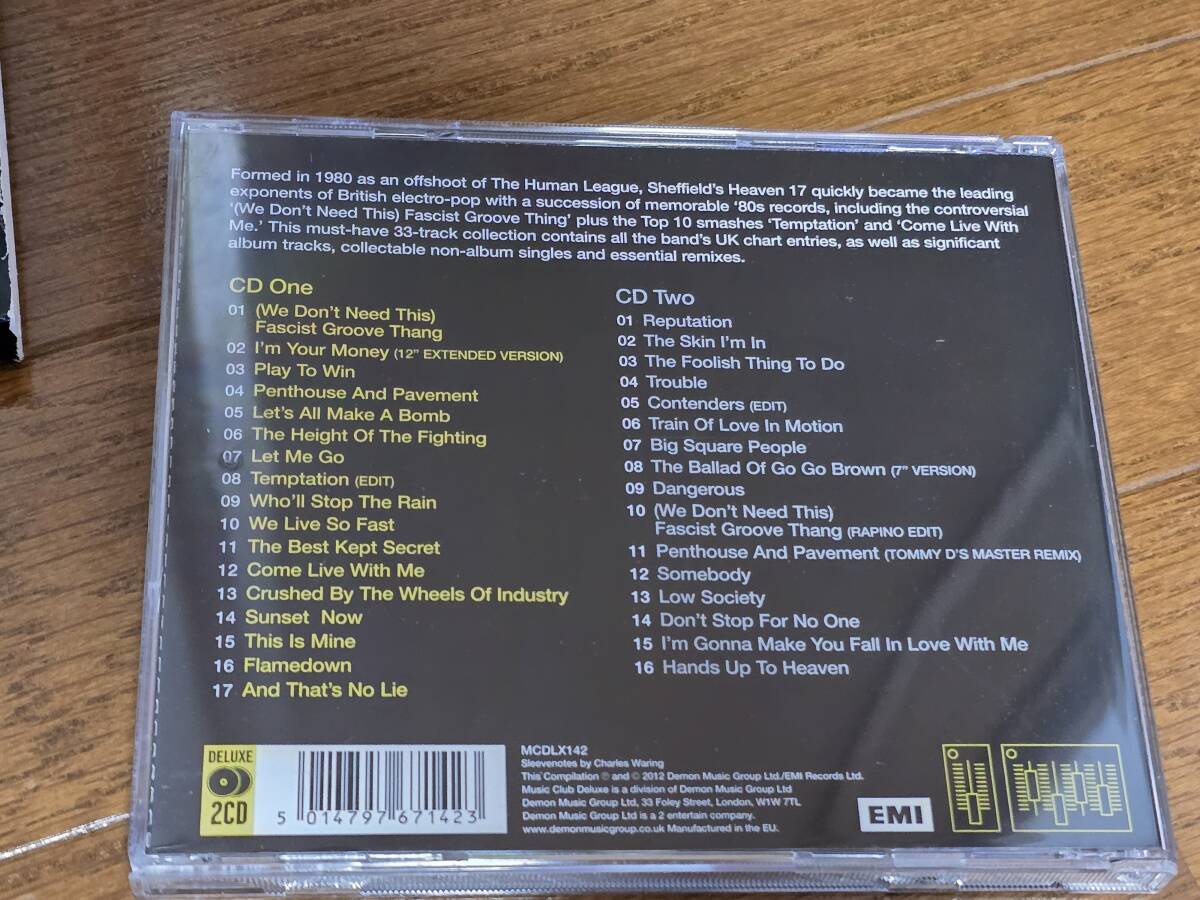 Formed in 1980 as an offshoot of The Human League, Sheffield's Heaven 17 quickly became the leading
exponents of British electro-pop with a succession of memorable '80s records, including the controversial
'(We Don't Need This) Fascist Groove Thing' plus the Top 10 smashes 'Temptation' and 'Come Live With
Me.' This must-have 33-track collection contains all the band's UK chart entries, as well as significant
album tracks, collectable non-album singles and essential remixes.
CD One
01 (We Don't Need This)
Fascist Groove Thang
02 I'm Your Money (12" EXTENDED VERSION)
03 Play To Win
04 Penthouse And Pavement
05 Let's All Make A Bomb
06 The Height Of The Fighting
07 Let Me Go
08 Temptation (EDIT)
09 Who'll Stop The Rain
10 We Live So Fast
11 The Best Kept Secret
12 Come Live With Me
13 Crushed By The Wheels Of Industry
14 Sunset Now
15 This Is Mine
16 Flamedown
17 And That's No Lie
CD Two
01 Reputation
02 The Skin I'm In
03 The Foolish Thing To Do
04 Trouble
05 Contenders (EDIT)
06 Train Of Love In Motion
07 Big Square People
08 The Ballad Of Go Go Brown (7" VERSION)
09 Dangerous
10 (We Don't Need This)
Fascist Groove Thang (RAPINO EDIT)
11 Penthouse And Pavement (TOMMY D'S MASTER REMIX)
12 Somebody
13 Low Society
14 Don't Stop For No One
15 I'm Gonna Make You Fall In Love With Me
16 Hands Up To Heaven
DELUXE
2CD
5 014797 671423
MCDLX142
Sleevenotes by Charles Waring
This Compilation ℗ and © 2012 Demon Music Group Ltd./EMI Records Ltd.
Music Club Deluxe is a division of Demon Music Group Ltd
Demon Music Group Ltd, 33 Foley Street, London, W1W 7TL
Demon Music Group Ltd is a 2 entertain company.
www.demonmusicgroup.co.uk Manufactured in the EU.
EMI